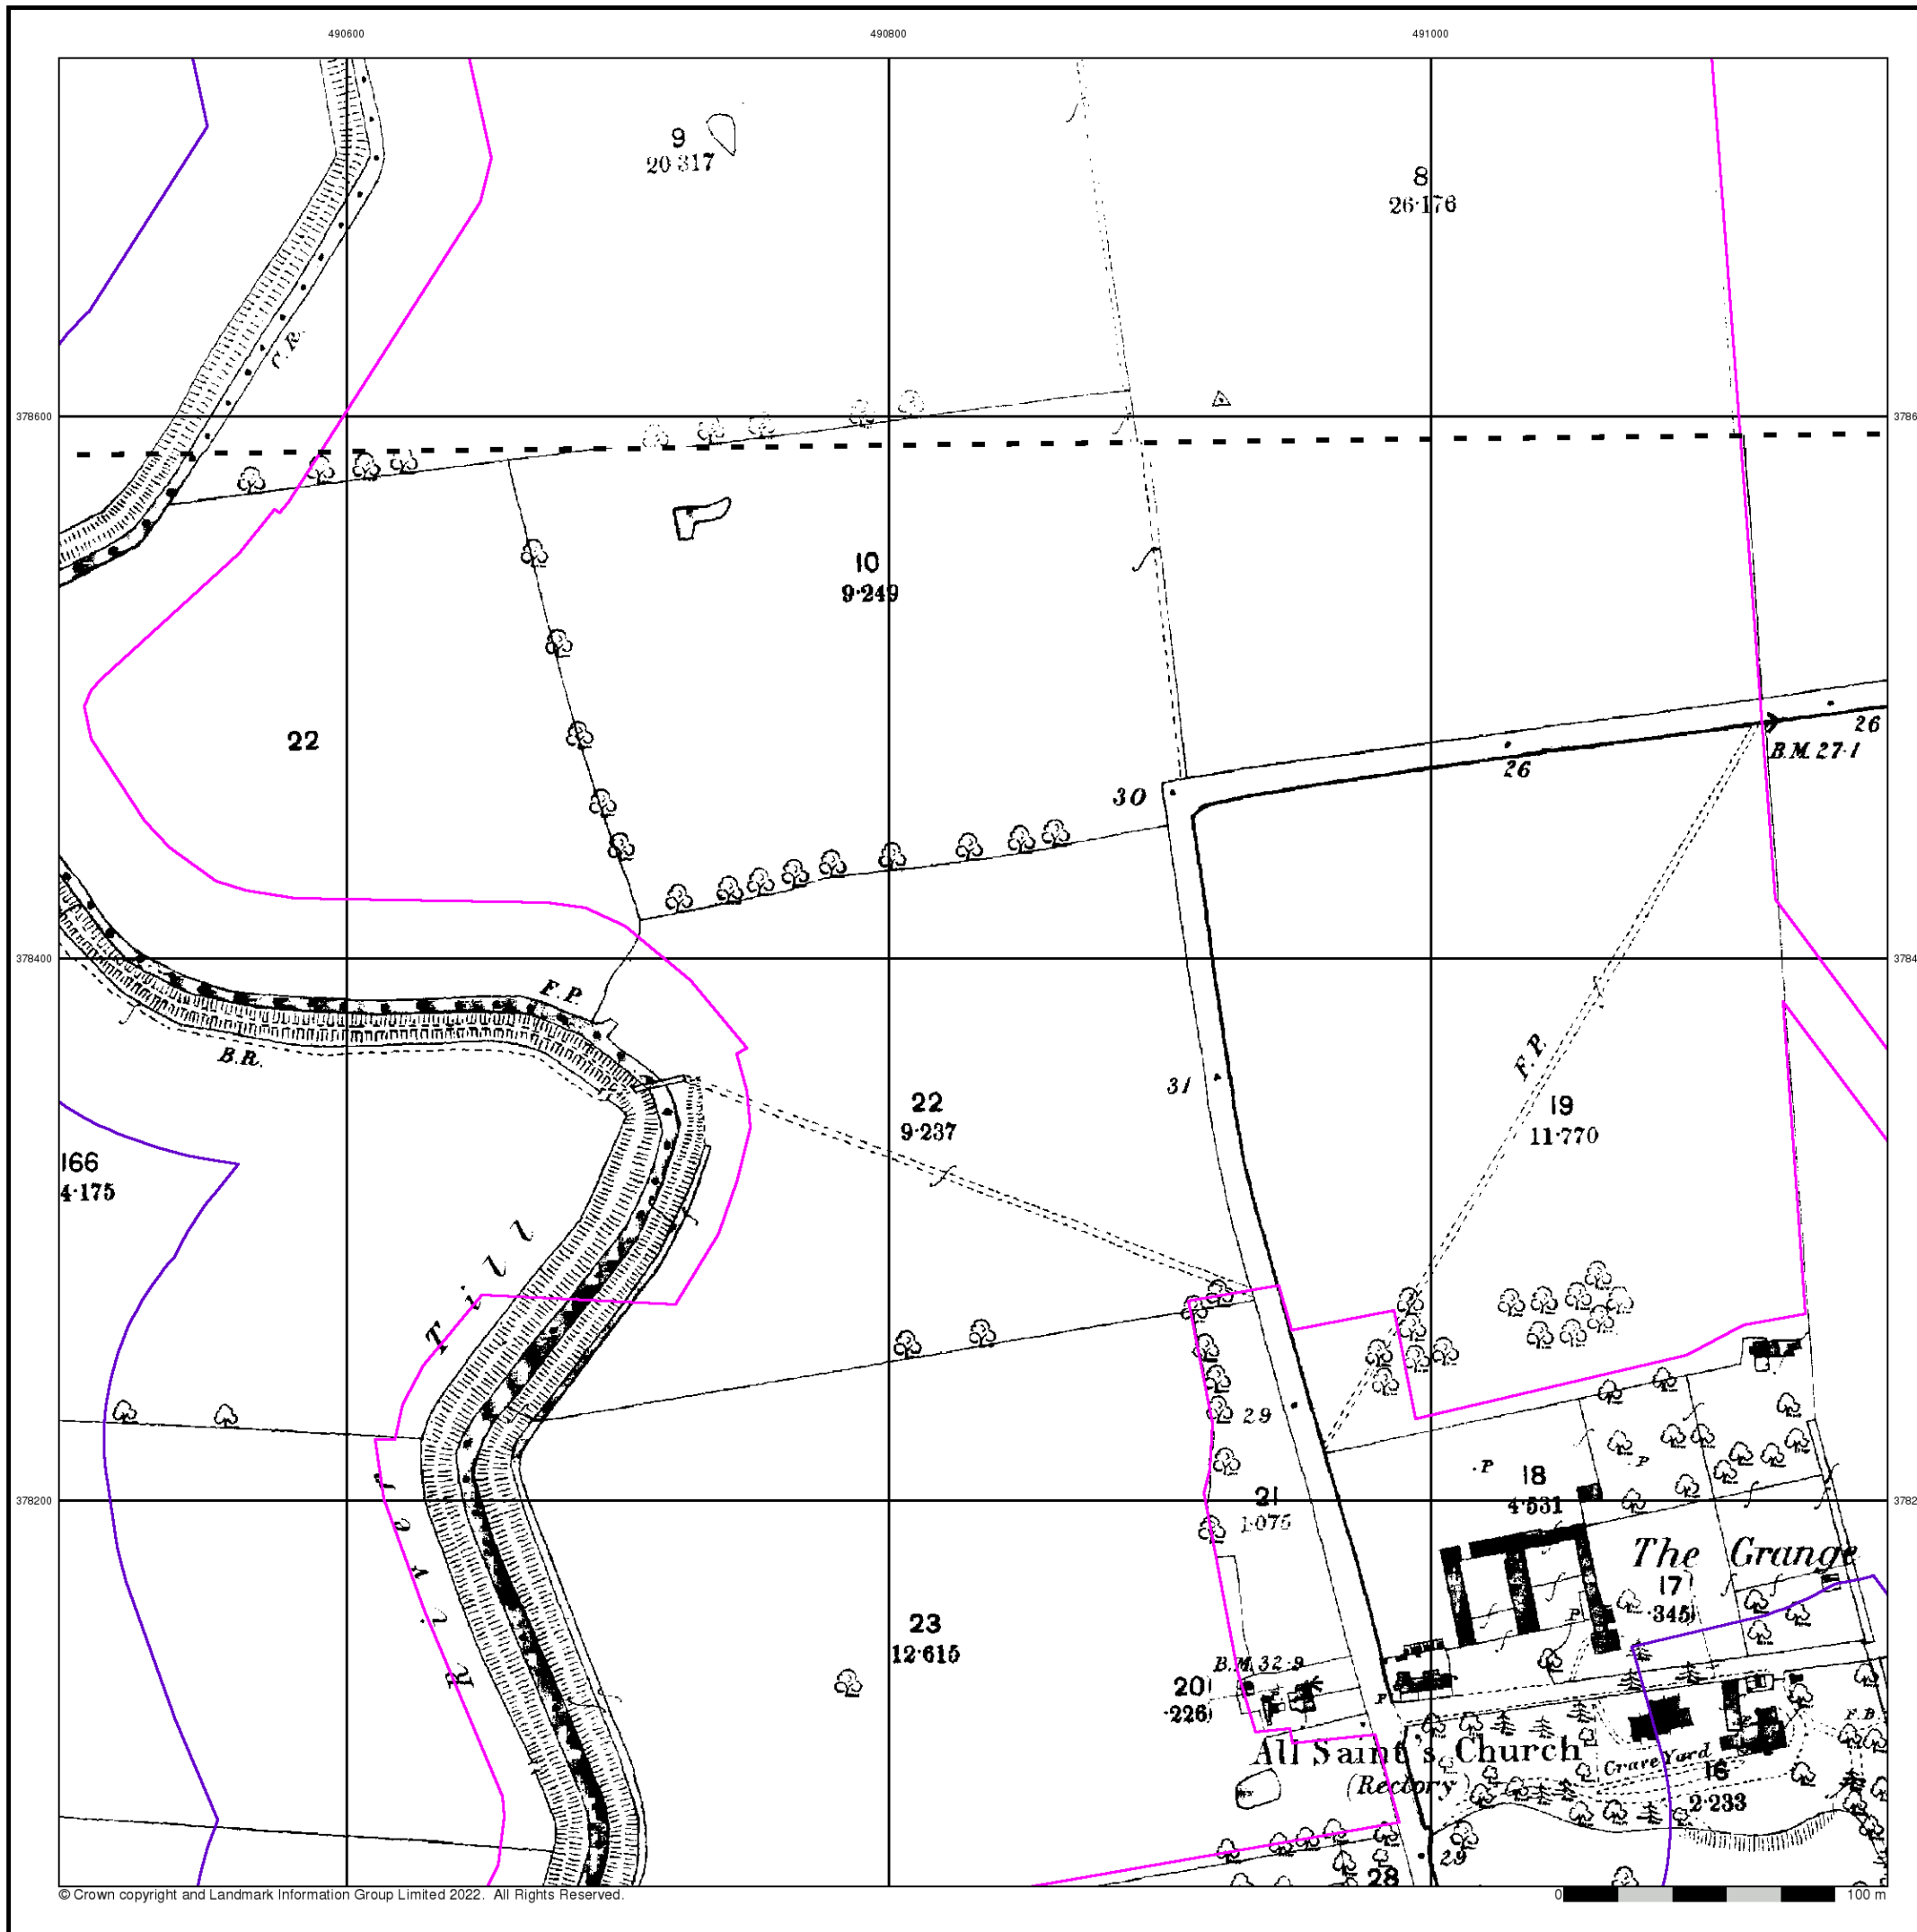 490600
490800
491000
9
20·317
8
26·176
C.R.
378600
3786
10
9·249
22
26
B.M. 27·1
26
30
378400
3784
F.P.
B.R.
F.P.
31
22
9·237
19
11·770
166
4·175
River Till
29
P
P
18
4·531
378200
3782
21
1·075
The Grange
17
·345
P
23
12·615
B.M. 32·9
20
·226
P
F.B
All Saint's Church
(Rectory)
Grave Yard
16
2·233
29
28
© Crown copyright and Landmark Information Group Limited 2022. All Rights Reserved.
0
100 m